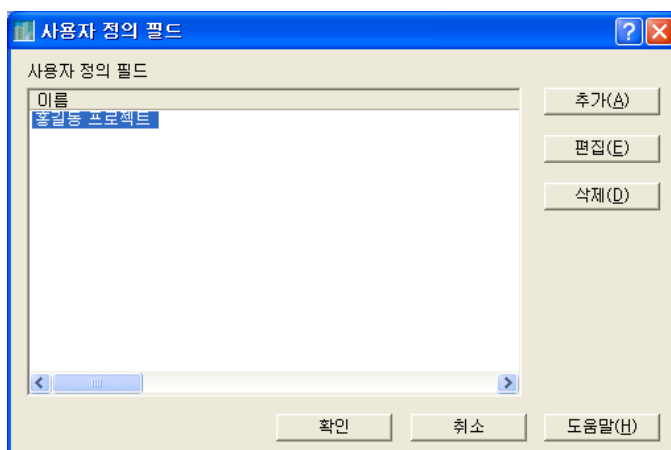 사용자 정의 필드
사용자 정의 필드
이름
홍길동 프로젝트
추가(A)
편집(E)
삭제(D)
확인
취소
도움말(H)